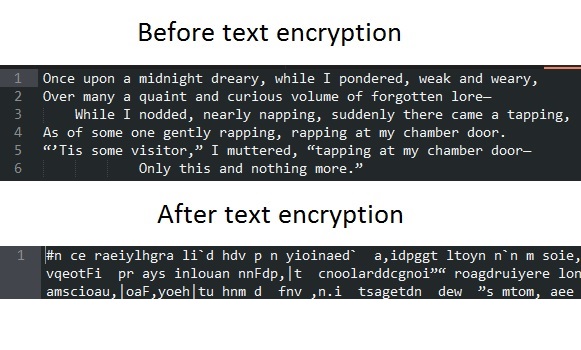 Before text encryption
1 Once upon a midnight dreary, while I pondered, weak and weary,
2 Over many a quaint and curious volume of forgotten lore—
3 While I nodded, nearly napping, suddenly there came a tapping,
4 As of some one gently rapping, rapping at my chamber door.
5 “’Tis some visitor,” I muttered, “tapping at my chamber door—
6 Only this and nothing more.”
After text encryption
1 #n ce raeiylhgra li`d hdv p n yioinaed` a,idpggt ltoyn n`n m soie,
vqeotFi pr ays inlouan nnFdp,|t cnoolarddcgnoi”“ roagdruiyere lon
amscioau,|oaF,yoeh|tu hnm d fnv ,n.i tsagetdn dew ”s mtom, aee